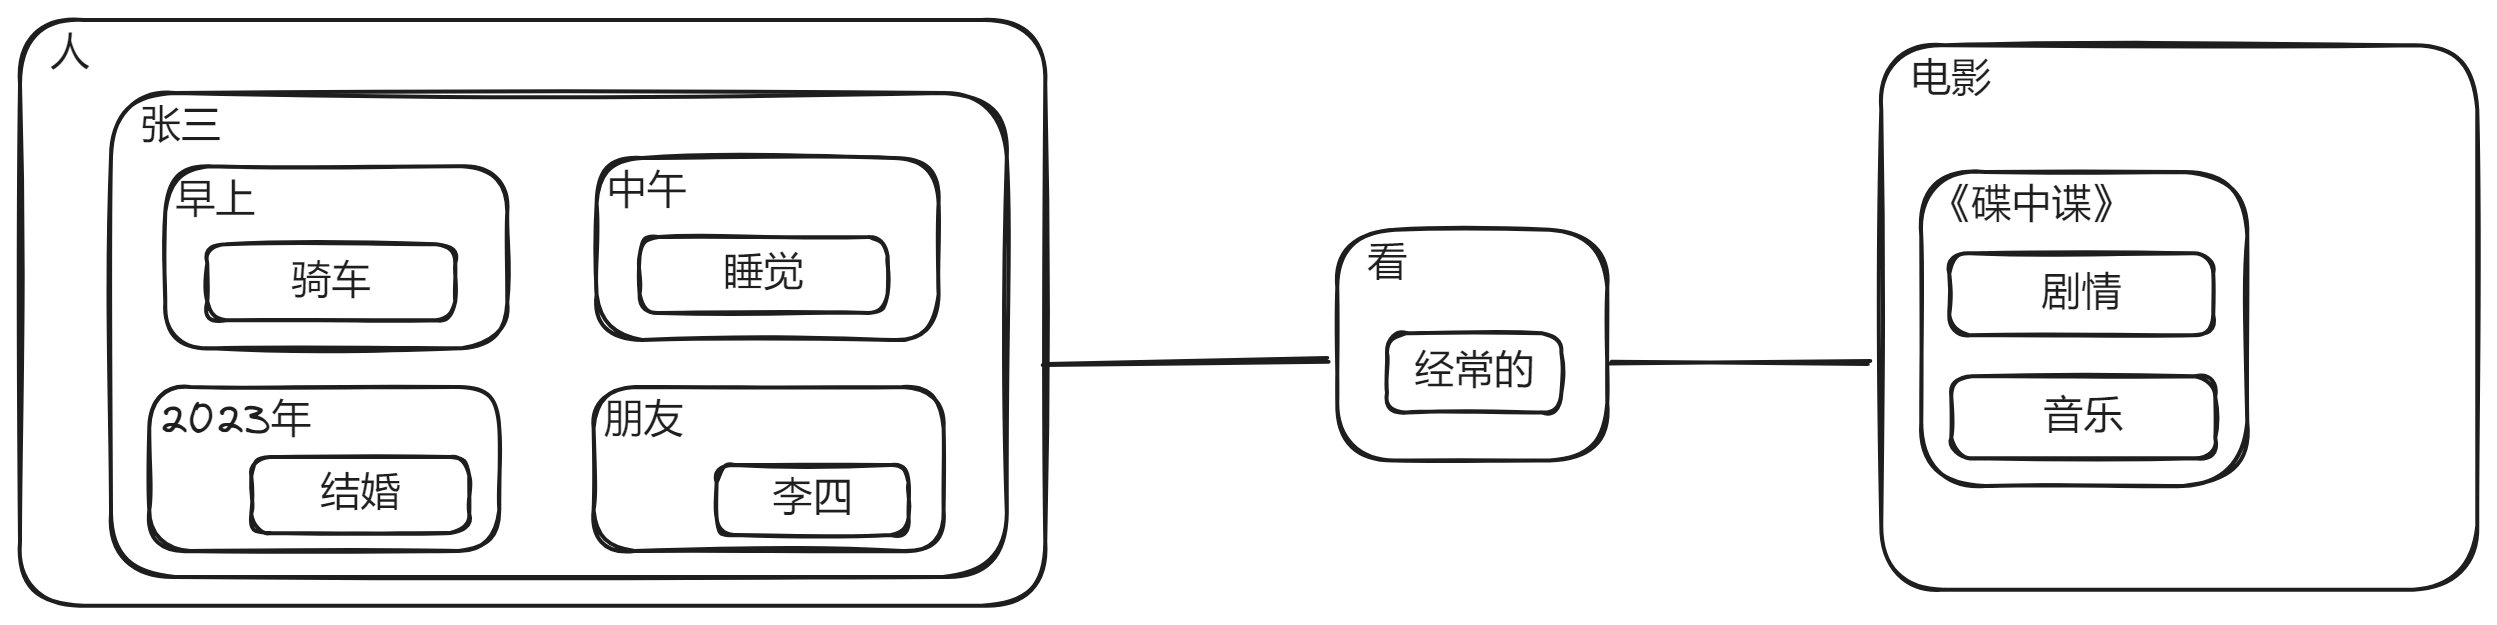 人
张三
早上
骑车
中午
睡觉
2023年
结婚
朋友
李四
看
经常的
电影
《碟中谍》
剧情
音乐